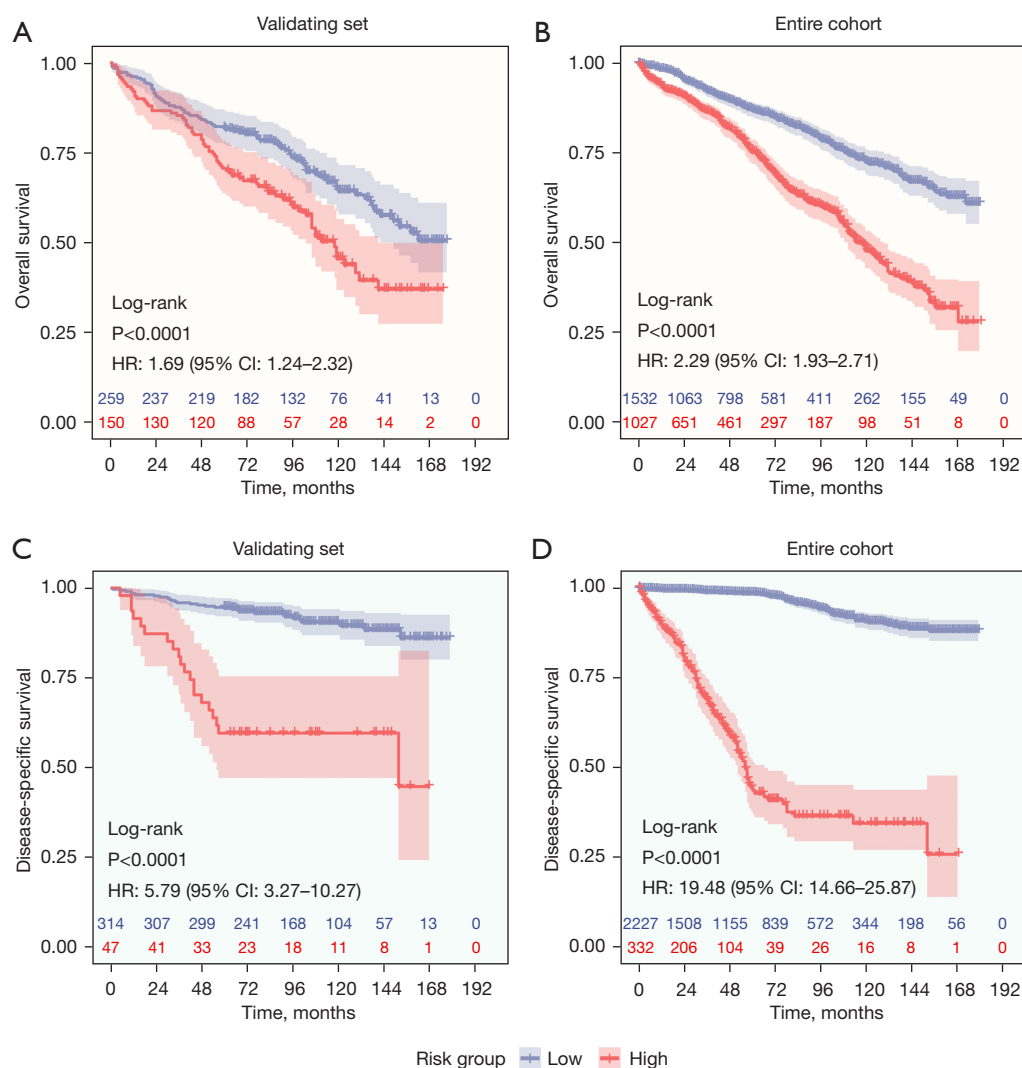 A
Validating set
1.00
0.75
0.50
0.25
0.00
Overall survival
Log-rank
P<0.0001
HR: 1.69 (95% CI: 1.24–2.32)
259 237 219 182 132 76 41 13 0
150 130 120 88 57 28 14 2 0
0 24 48 72 96 120 144 168 192
Time, months
B
Entire cohort
1.00
0.75
0.50
0.25
0.00
Overall survival
Log-rank
P<0.0001
HR: 2.29 (95% CI: 1.93–2.71)
1532 1063 798 581 411 262 155 49 0
1027 651 461 297 187 98 51 8 0
0 24 48 72 96 120 144 168 192
Time, months
C
Validating set
1.00
0.75
0.50
0.25
0.00
Disease-specific survival
Log-rank
P<0.0001
HR: 5.79 (95% CI: 3.27–10.27)
314 307 299 241 168 104 57 13 0
47 41 33 23 18 11 8 1 0
0 24 48 72 96 120 144 168 192
Time, months
D
Entire cohort
1.00
0.75
0.50
0.25
0.00
Disease-specific survival
Log-rank
P<0.0001
HR: 19.48 (95% CI: 14.66–25.87)
2227 1508 1155 839 572 344 198 56 0
332 206 104 39 26 16 8 1 0
0 24 48 72 96 120 144 168 192
Time, months
Risk group Low High